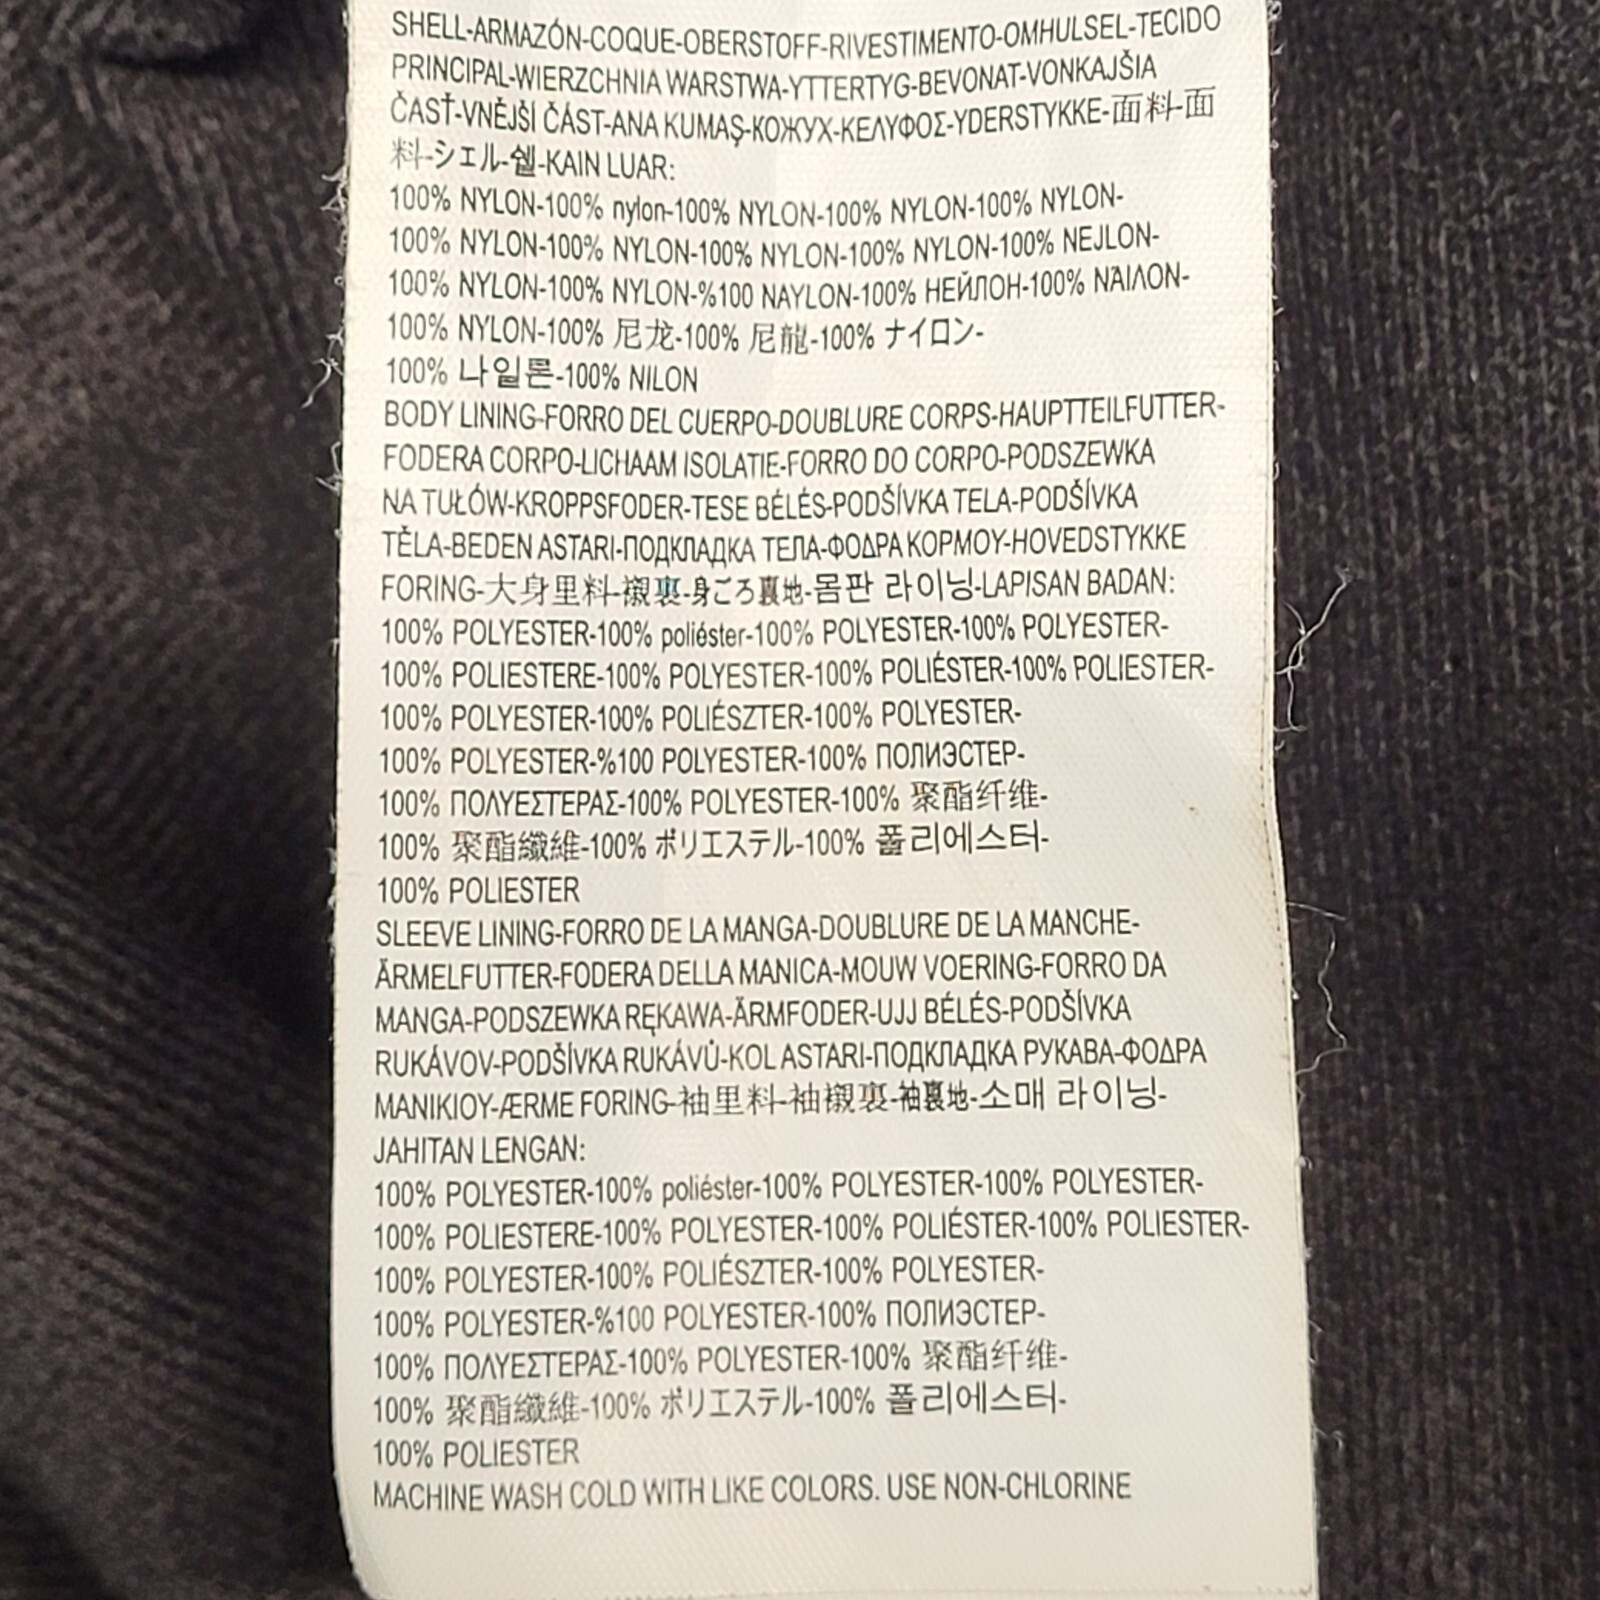 SHELL-ARMAZÓN-COQUE-OBERSTOFF-RIVESTIMENTO-OMHULSEL-TECIDO
PRINCIPAL-WIERZCHNIA WARSTWA-YTTERTYG-BEVONAT-VONKAJŠIA
ČASŤ-VNĚJŠÍ ČÁST-ANA KUMAŞ-КОЖУХ-ΚΕΛΥΦΟΣ-YDERSTYKKE-面料-面
料-シェル-쉘-KAIN LUAR:
100% NYLON-100% nylon-100% NYLON-100% NYLON-100% NYLON-
100% NYLON-100% NYLON-100% NYLON-100% NYLON-100% NEJLON-
100% NYLON-100% NYLON-%100 NAYLON-100% НЕЙЛОН-100% ΝΑΪΛΟΝ-
100% NYLON-100% 尼龙-100% 尼龍-100% ナイロン-
100% 나일론-100% NILON
BODY LINING-FORRO DEL CUERPO-DOUBLURE CORPS-HAUPTTEILFUTTER-
FODERA CORPO-LICHAAM ISOLATIE-FORRO DO CORPO-PODSZEWKA
NA TUŁÓW-KROPPSFODER-TESE BÉLÉS-PODŠÍVKA TELA-PODŠÍVKA
TĚLA-BEDEN ASTARI-ПОДКЛАДКА ТЕЛА-ΦΟΔΡΑ ΚΟΡΜΟΥ-HOVEDSTYKKE
FORING-大身里料-襯裏-身ごろ裏地-몸판 라이닝-LAPISAN BADAN:
100% POLYESTER-100% poliéster-100% POLYESTER-100% POLYESTER-
100% POLIESTERE-100% POLYESTER-100% POLIÉSTER-100% POLIESTER-
100% POLYESTER-100% POLIÉSZTER-100% POLYESTER-
100% POLYESTER-%100 POLYESTER-100% ПОЛИЭСТЕР-
100% ΠΟΛΥΕΣΤΕΡΑΣ-100% POLYESTER-100% 聚酯纤维-
100% 聚酯纖維-100% ポリエステル-100% 폴리에스터-
100% POLIESTER
SLEEVE LINING-FORRO DE LA MANGA-DOUBLURE DE LA MANCHE-
ÄRMELFUTTER-FODERA DELLA MANICA-MOUW VOERING-FORRO DA
MANGA-PODSZEWKA RĘKAWA-ÄRMFODER-UJJ BÉLÉS-PODŠÍVKA
RUKÁVOV-PODŠÍVKA RUKÁVŮ-KOL ASTARI-ПОДКЛАДКА РУКАВА-ΦΟΔΡΑ
ΜΑΝΙΚΙΟΥ-ÆRME FORING-袖里料-袖襯裏-袖裏地-소매 라이닝-
JAHITAN LENGAN:
100% POLYESTER-100% poliéster-100% POLYESTER-100% POLYESTER-
100% POLIESTERE-100% POLYESTER-100% POLIÉSTER-100% POLIESTER-
100% POLYESTER-100% POLIÉSZTER-100% POLYESTER-
100% POLYESTER-%100 POLYESTER-100% ПОЛИЭСТЕР-
100% ΠΟΛΥΕΣΤΕΡΑΣ-100% POLYESTER-100% 聚酯纤维-
100% 聚酯纖維-100% ポリエステル-100% 폴리에스터-
100% POLIESTER
MACHINE WASH COLD WITH LIKE COLORS. USE NON-CHLORINE